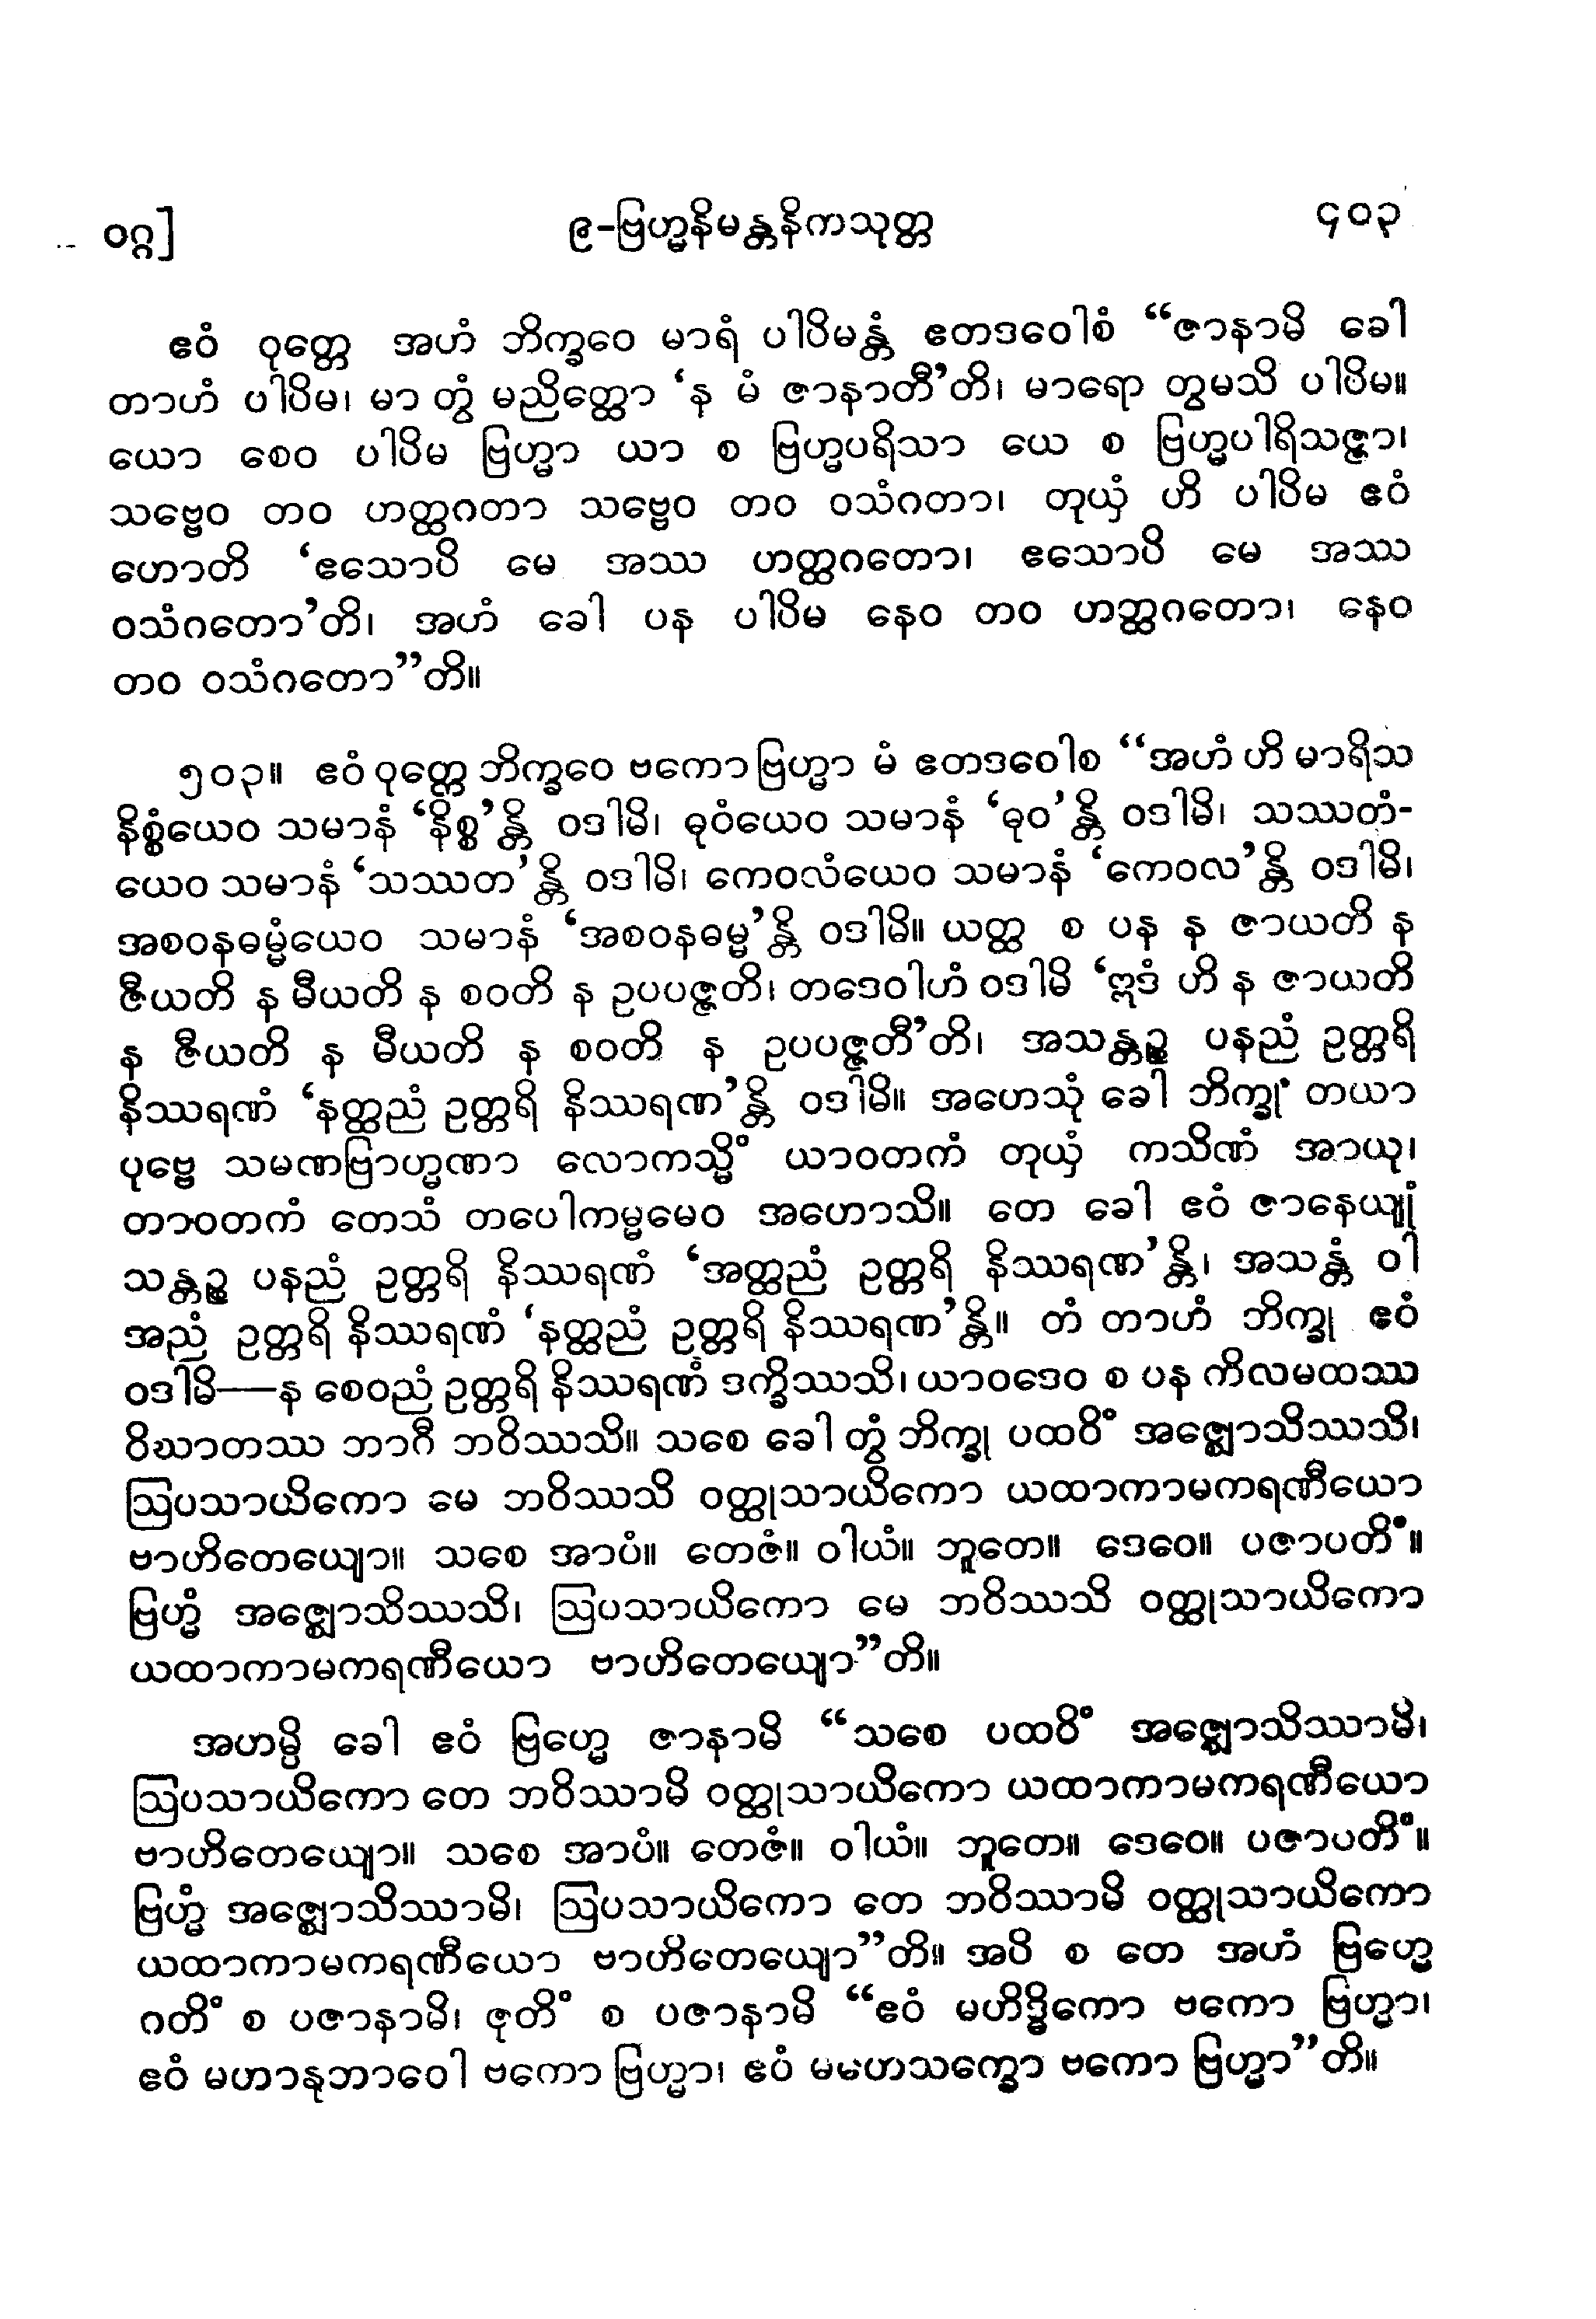 ဝဂ္ဂ] ၉-ဗြဟ္မနိမန္တနိကသုတ္တ ၄၀၃
ဧဝံ ဝုတ္တေ အဟံ ဘိက္ခဝေ မာရံ ပါပိမန္တံ ဧတဒဝေါစံ “ဇာနာမိ ခေါ
တာဟံ ပါပိမ၊ မာ တွံ မညိတ္ထော ‘န မံ ဇာနာတီ’တိ၊ မာရော တွမသိ ပါပိမ။
ယော စေဝ ပါပိမ ဗြဟ္မာ ယာ စ ဗြဟ္မပရိသာ ယေ စ ဗြဟ္မပါရိသဇ္ဇာ၊
သဗ္ဗေဝ တဝ ဟတ္ထဂတာ သဗ္ဗေဝ တဝ ဝသံဂတာ၊ တုယှံ ဟိ ပါပိမ ဧဝံ
ဟောတိ ‘ဧသောပိ မေ အဿ ဟတ္ထဂတော၊ ဧသောပိ မေ အဿ
ဝသံဂတော’တိ၊ အဟံ ခေါ ပန ပါပိမ နေဝ တဝ ဟတ္ထဂတော၊ နေဝ
တဝ ဝသံဂတော”တိ။
၅၀၃။ ဧဝံ ဝုတ္တေ ဘိက္ခဝေ ဗကော ဗြဟ္မာ မံ ဧတဒဝေါစ “အဟံ ဟိ မာရိသ
နိစ္စံယေဝ သမာနံ ‘နိစ္စ’န္တိ ဝဒါမိ၊ ဓုဝံယေဝ သမာနံ ‘ဓုဝ’န္တိ ဝဒါမိ၊ သဿတံ-
ယေဝ သမာနံ ‘သဿတ’န္တိ ဝဒါမိ၊ ကေဝလံယေဝ သမာနံ ‘ကေဝလ’န္တိ ဝဒါမိ၊
အစဝနဓမ္မံယေဝ သမာနံ ‘အစဝနဓမ္မ’န္တိ ဝဒါမိ။ ယတ္ထ စ ပန န ဇာယတိ န
ဇီယတိ န မီယတိ န စဝတိ န ဥပပဇ္ဇတိ၊ တဒေဝါဟံ ဝဒါမိ ‘ဣဒံ ဟိ န ဇာယတိ
န ဇီယတိ န မီယတိ န စဝတိ န ဥပပဇ္ဇတီ’တိ၊ အသန္တဉ္စ ပနညံ ဥတ္တရိ
နိဿရဏံ ‘နတ္ထညံ ဥတ္တရိ နိဿရဏ’န္တိ ဝဒါမိ။ အဟေသုံ ခေါ ဘိက္ခု တယာ
ပုဗ္ဗေ သမဏဗြာဟ္မဏာ လောကသ္မိံ ယာဝတကံ တုယှံ ကသိဏံ အာယု၊
တာဝတကံ တေသံ တပေါကမ္မမေဝ အဟောသိ။ တေ ခေါ ဧဝံ ဇာနေယျုံ
သန္တဉ္စ ပနညံ ဥတ္တရိ နိဿရဏံ ‘အတ္ထညံ ဥတ္တရိ နိဿရဏ’န္တိ၊ အသန္တံ ဝါ
အညံ ဥတ္တရိ နိဿရဏံ ‘နတ္ထညံ ဥတ္တရိ နိဿရဏ’န္တိ။ တံ တာဟံ ဘိက္ခု ဧဝံ
ဝဒါမိ—န စေဝညံ ဥတ္တရိ နိဿရဏံ ဒက္ခိဿသိ၊ ယာဝဒေဝ စ ပန ကိလမထဿ
ဝိဃာတဿ ဘာဂီ ဘဝိဿသိ။ သစေ ခေါ တွံ ဘိက္ခု ပထဝိံ အဇ္ဈောသိဿသိ၊
ဩပသာယိကော မေ ဘဝိဿသိ ဝတ္ထုသာယိကော ယထာကာမကရဏီယော
ဗာဟိတေယျော။ သစေ အာပံ။ တေဇံ။ ဝါယံ။ ဘူတေ။ ဒေဝေ။ ပဇာပတိံ။
ဗြဟ္မံ အဇ္ဈောသိဿသိ၊ ဩပသာယိကော မေ ဘဝိဿသိ ဝတ္ထုသာယိကော
ယထာကာမကရဏီယော ဗာဟိတေယျော”တိ။
အဟမ္ပိ ခေါ ဧဝံ ဗြဟ္မေ ဇာနာမိ “သစေ ပထဝိံ အဇ္ဈောသိဿာမိ၊
ဩပသာယိကော တေ ဘဝိဿာမိ ဝတ္ထုသာယိကော ယထာကာမကရဏီယော
ဗာဟိတေယျော။ သစေ အာပံ။ တေဇံ။ ဝါယံ။ ဘူတေ။ ဒေဝေ။ ပဇာပတိံ။
ဗြဟ္မံ အဇ္ဈောသိဿာမိ၊ ဩပသာယိကော တေ ဘဝိဿာမိ ဝတ္ထုသာယိကော
ယထာကာမကရဏီယော ဗာဟိတေယျော”တိ။ အပိ စ တေ အဟံ ဗြဟ္မေ
ဂတိံ စ ပဇာနာမိ၊ ဇုတိံ စ ပဇာနာမိ “ဧဝံ မဟိဒ္ဓိကော ဗကော ဗြဟ္မာ၊
ဧဝံ မဟာနုဘာဝေါ ဗကော ဗြဟ္မာ၊ ဧဝံ မမဟေသက္ခော ဗကော ဗြဟ္မာ”တိ။